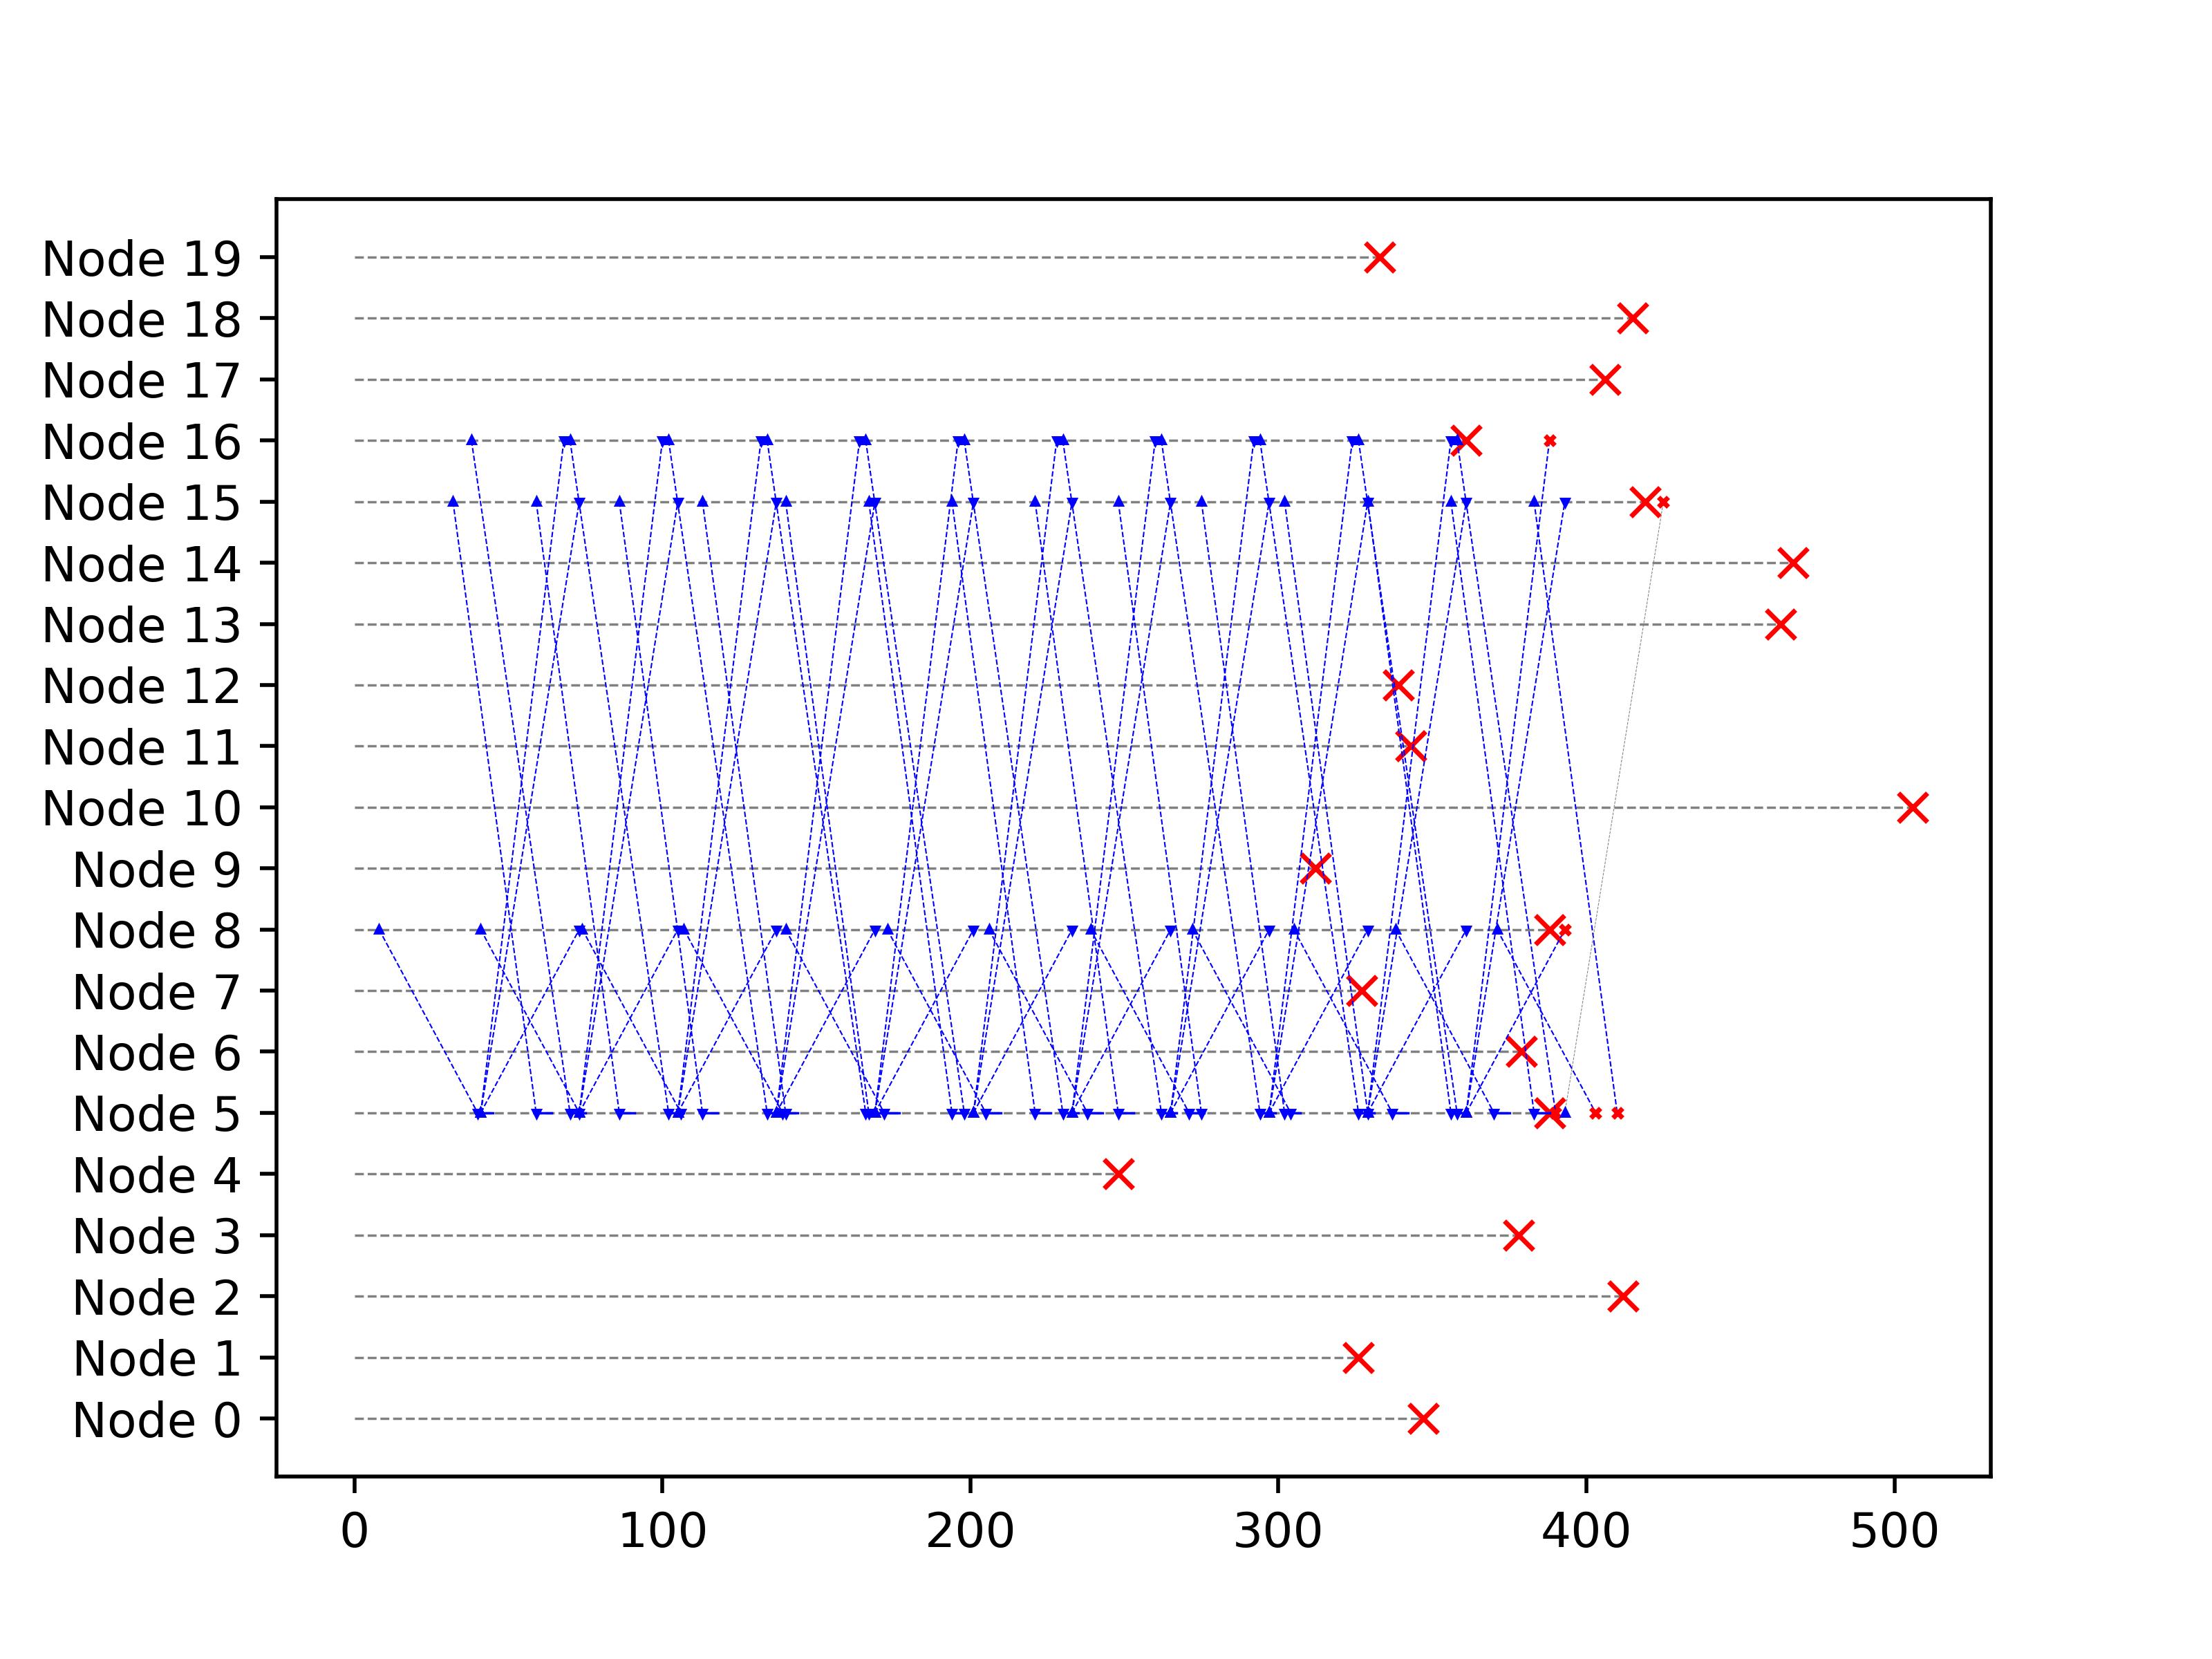 Node 19
Node 18
Node 17
Node 16
Node 15
Node 14
Node 13
Node 12
Node 11
Node 10
Node 9
Node 8
Node 7
Node 6
Node 5
Node 4
Node 3
Node 2
Node 1
Node 0
0 100 200 300 400 500